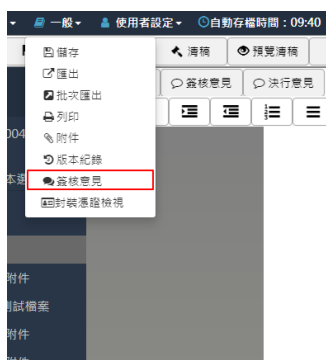 一般 使用者設定 自動存檔時間：09:40
儲存
清稿 預覽清稿
匯出
批次匯出
簽核意見 決行意見
列印
004
附件
版本紀錄
本選
簽核意見
封裝憑證檢視
附件
測試檔案
附件